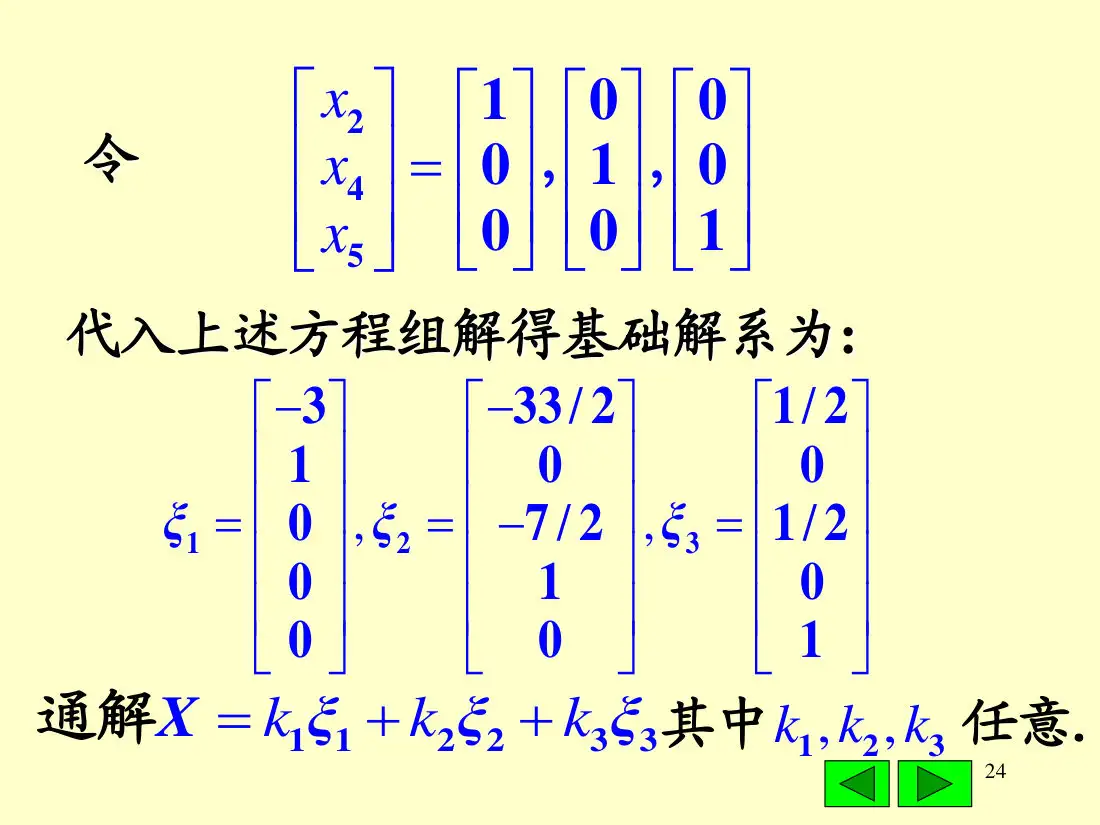 令 [x₂ x₄ x₅] = [1 0 0], [0 1 0], [0 0 1]
代入上述方程组解得基础解系为:
ξ₁ = [−3 1 0 0 0], ξ₂ = [−33/2 0 −7/2 1 0], ξ₃ = [1/2 0 1/2 0 1]
通解X = k₁ξ₁ + k₂ξ₂ + k₃ξ₃其中k₁, k₂, k₃ 任意.
24